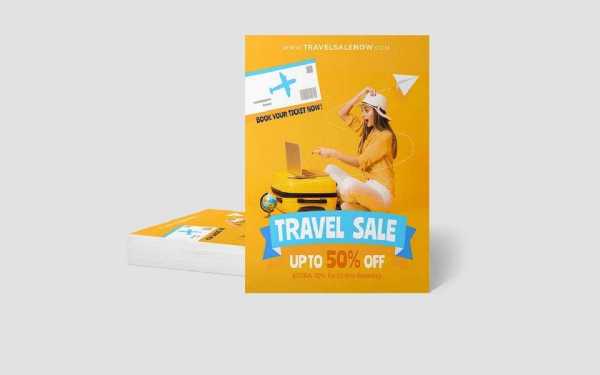 WWW.TRAVELSALENOW.COM
BOOK YOUR TICKET NOW!
TRAVEL SALE
UP TO 50% OFF